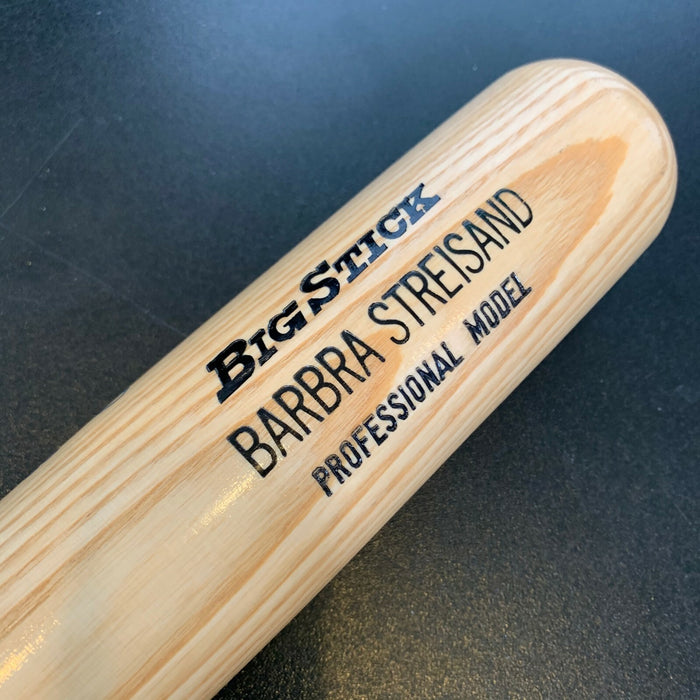 BIG STICK
BARBRA STREISAND
PROFESSIONAL MODEL